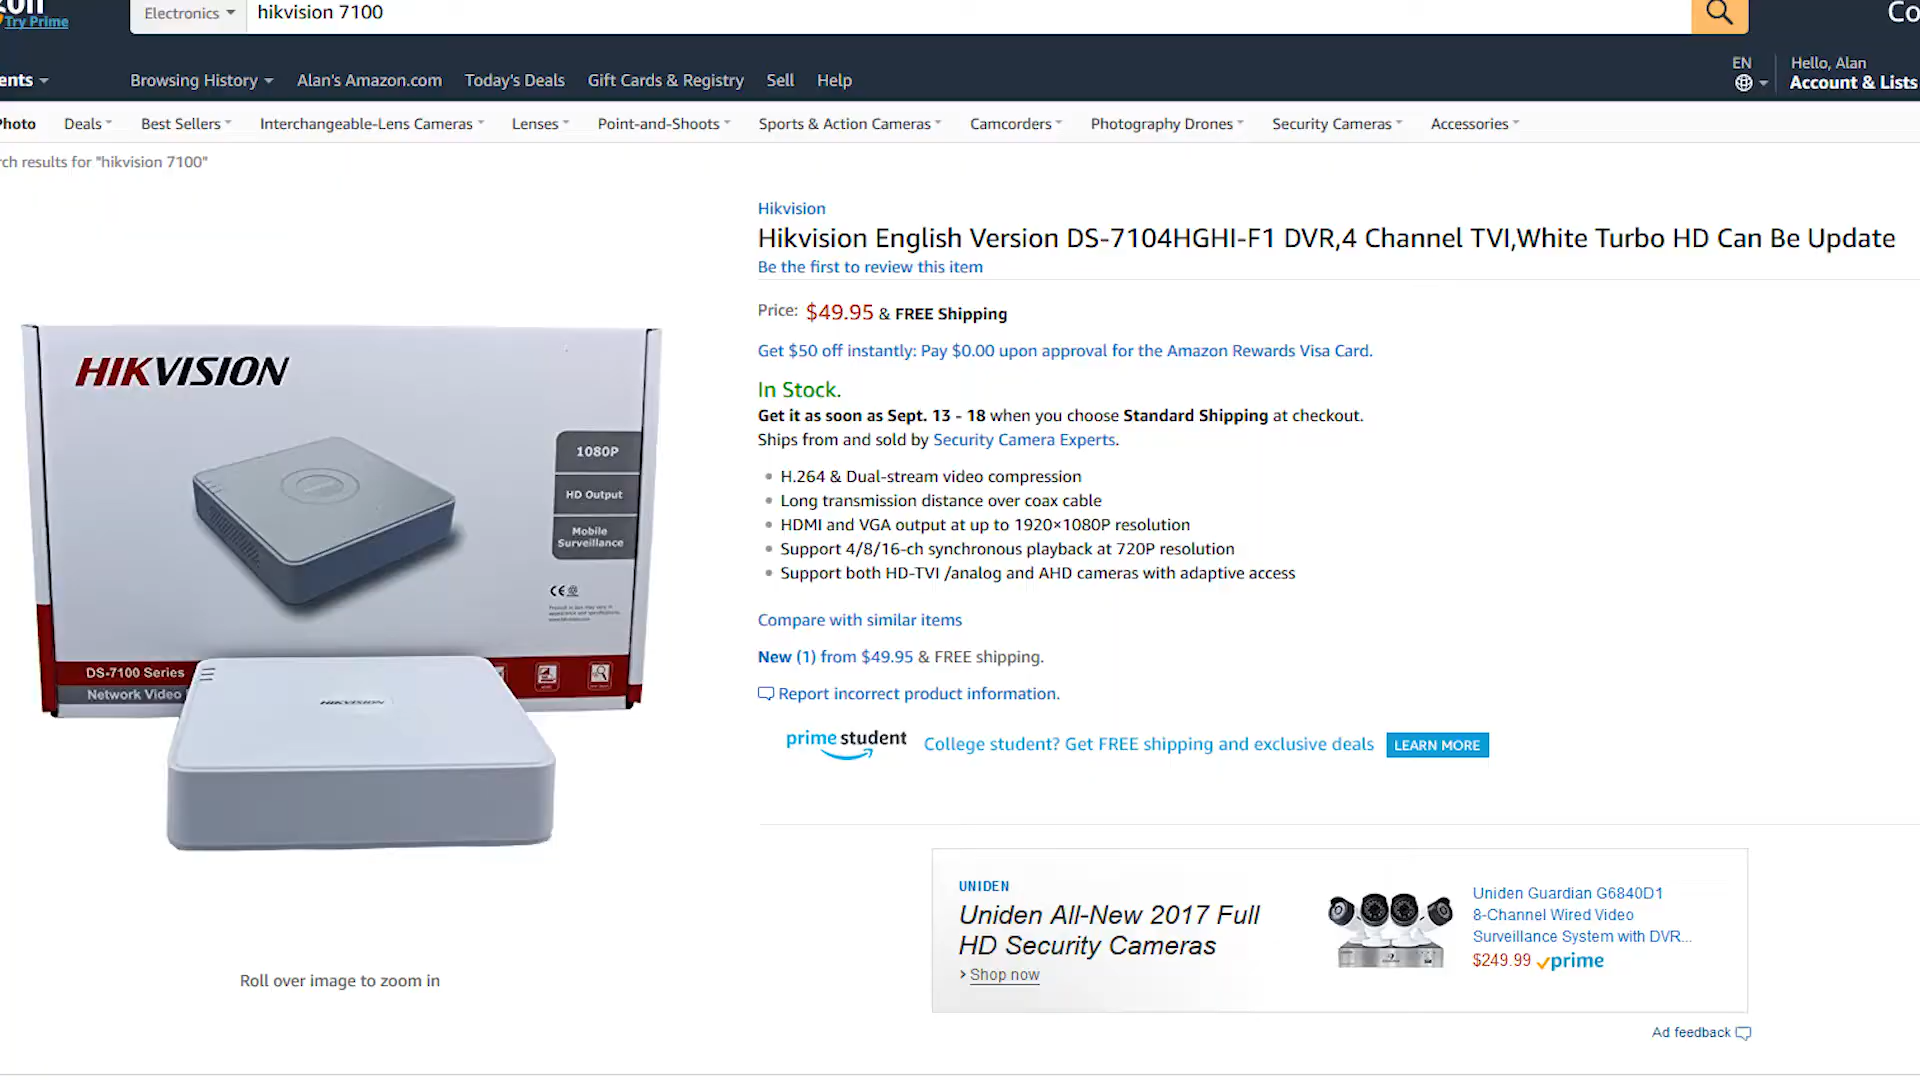 Try Prime
Electronics
hikvision 7100
Browsing History
Alan's Amazon.com
Today's Deals
Gift Cards & Registry
Sell
Help
EN
Hello, Alan
Account & Lists
Deals
Best Sellers
Interchangeable-Lens Cameras
Lenses
Point-and-Shoots
Sports & Action Cameras
Camcorders
Photography Drones
Security Cameras
Accessories
results for "hikvision 7100"
Hikvision
Hikvision English Version DS-7104HGHI-F1 DVR,4 Channel TVI,White Turbo HD Can Be Update
Be the first to review this item
Price: $49.95 & FREE Shipping
Get $50 off instantly: Pay $0.00 upon approval for the Amazon Rewards Visa Card.
In Stock.
Get it as soon as Sept. 13 - 18 when you choose Standard Shipping at checkout.
Ships from and sold by Security Camera Experts.
H.264 & Dual-stream video compression
Long transmission distance over coax cable
HDMI and VGA output at up to 1920×1080P resolution
Support 4/8/16-ch synchronous playback at 720P resolution
Support both HD-TVI /analog and AHD cameras with adaptive access
Compare with similar items
New (1) from $49.95 & FREE shipping.
Report incorrect product information.
prime student
College student? Get FREE shipping and exclusive deals
LEARN MORE
HIKVISION
1080P
HD Output
Mobile
Surveillance
CE
DS-7100 Series
Network Video
HIKVISION
Roll over image to zoom in
UNIDEN
Uniden All-New 2017 Full
HD Security Cameras
› Shop now
Uniden Guardian G6840D1
8-Channel Wired Video
Surveillance System with DVR...
$249.99 prime
Ad feedback